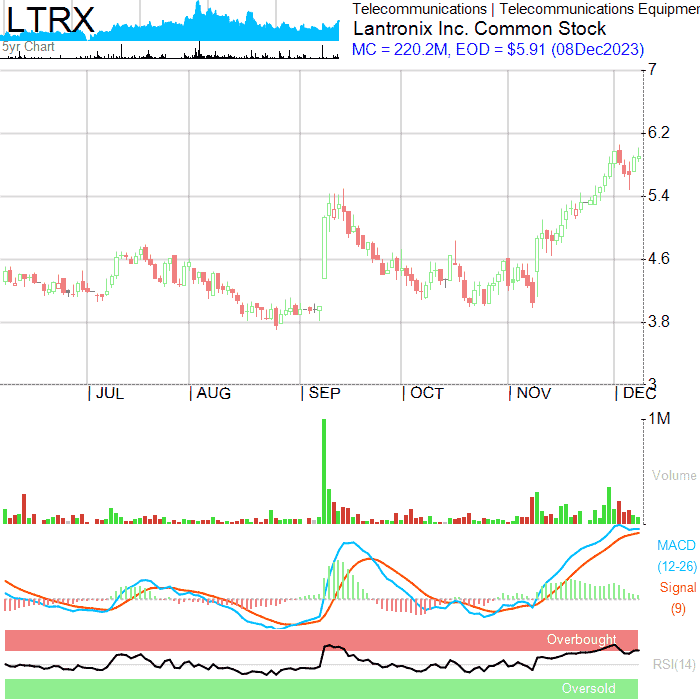 LTRX
5yr Chart
Telecommunications | Telecommunications Equipmen
Lantronix Inc. Common Stock
MC = 220.2M, EOD = $5.91 (08Dec2023)
7
6.2
5.4
4.6
3.8
3
| JUL | AUG | SEP | OCT | NOV | DEC
1M
Volume
MACD
(12-26)
Signal
(9)
Overbought
RSI(14)
Oversold